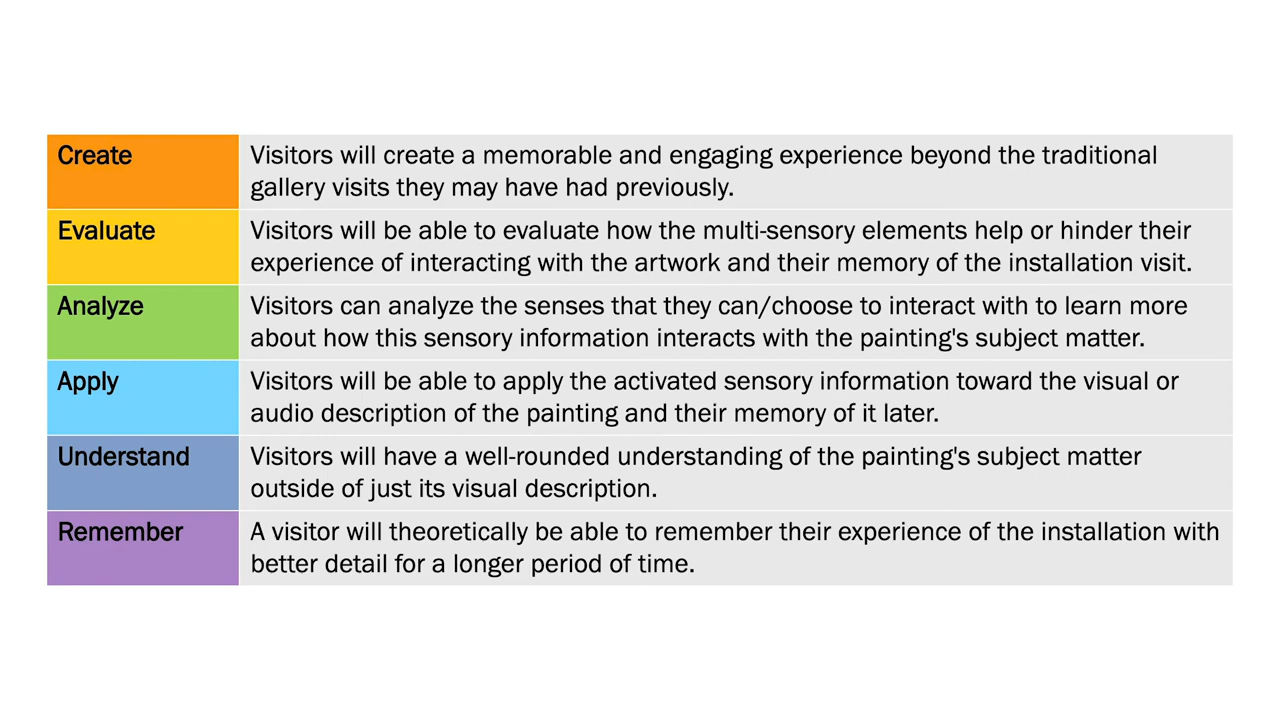 Create
Visitors will create a memorable and engaging experience beyond the traditional
gallery visits they may have had previously.
Evaluate
Visitors will be able to evaluate how the multi-sensory elements help or hinder their
experience of interacting with the artwork and their memory of the installation visit.
Analyze
Visitors can analyze the senses that they can/choose to interact with to learn more
about how this sensory information interacts with the painting's subject matter.
Apply
Visitors will be able to apply the activated sensory information toward the visual or
audio description of the painting and their memory of it later.
Understand
Visitors will have a well-rounded understanding of the painting's subject matter
outside of just its visual description.
Remember
A visitor will theoretically be able to remember their experience of the installation with
better detail for a longer period of time.